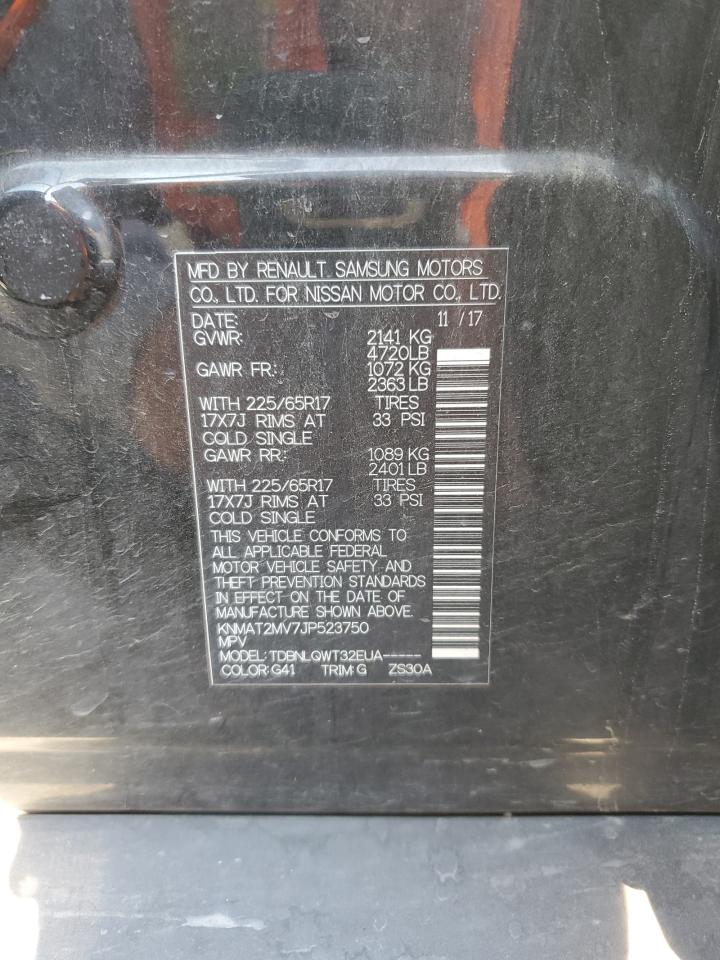 MFD BY RENAULT SAMSUNG MOTORS
CO., LTD. FOR NISSAN MOTOR CO., LTD.
DATE: 11 /17
GVWR: 2141 KG
4720LB
GAWR FR: 1072 KG
2363 LB
WITH 225/65R17 TIRES
17X7J RIMS AT 33 PSI
COLD SINGLE
GAWR RR: 1089 KG
2401 LB
WITH 225/65R17 TIRES
17X7J RIMS AT 33 PSI
COLD SINGLE
THIS VEHICLE CONFORMS TO
ALL APPLICABLE FEDERAL
MOTOR VEHICLE SAFETY AND
THEFT PREVENTION STANDARDS
IN EFFECT ON THE DATE OF
MANUFACTURE SHOWN ABOVE.
KNMAT2MV7JP523750
MPV
MODEL: TDBNLQWT32EUA-----
COLOR: G41 TRIM: G ZS30A